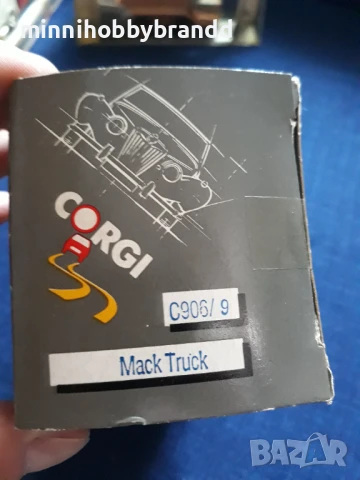 minnihobbybrandd
CORGI
C906/9
Mack Truck
BAZAR